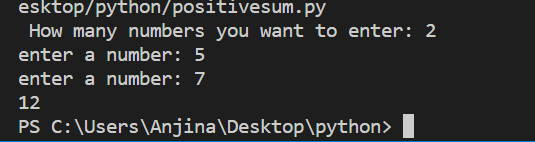 esktop/python/positivesum.py
How many numbers you want to enter: 2
enter a number: 5
enter a number: 7
12
PS C:\Users\Anjina\Desktop\python>